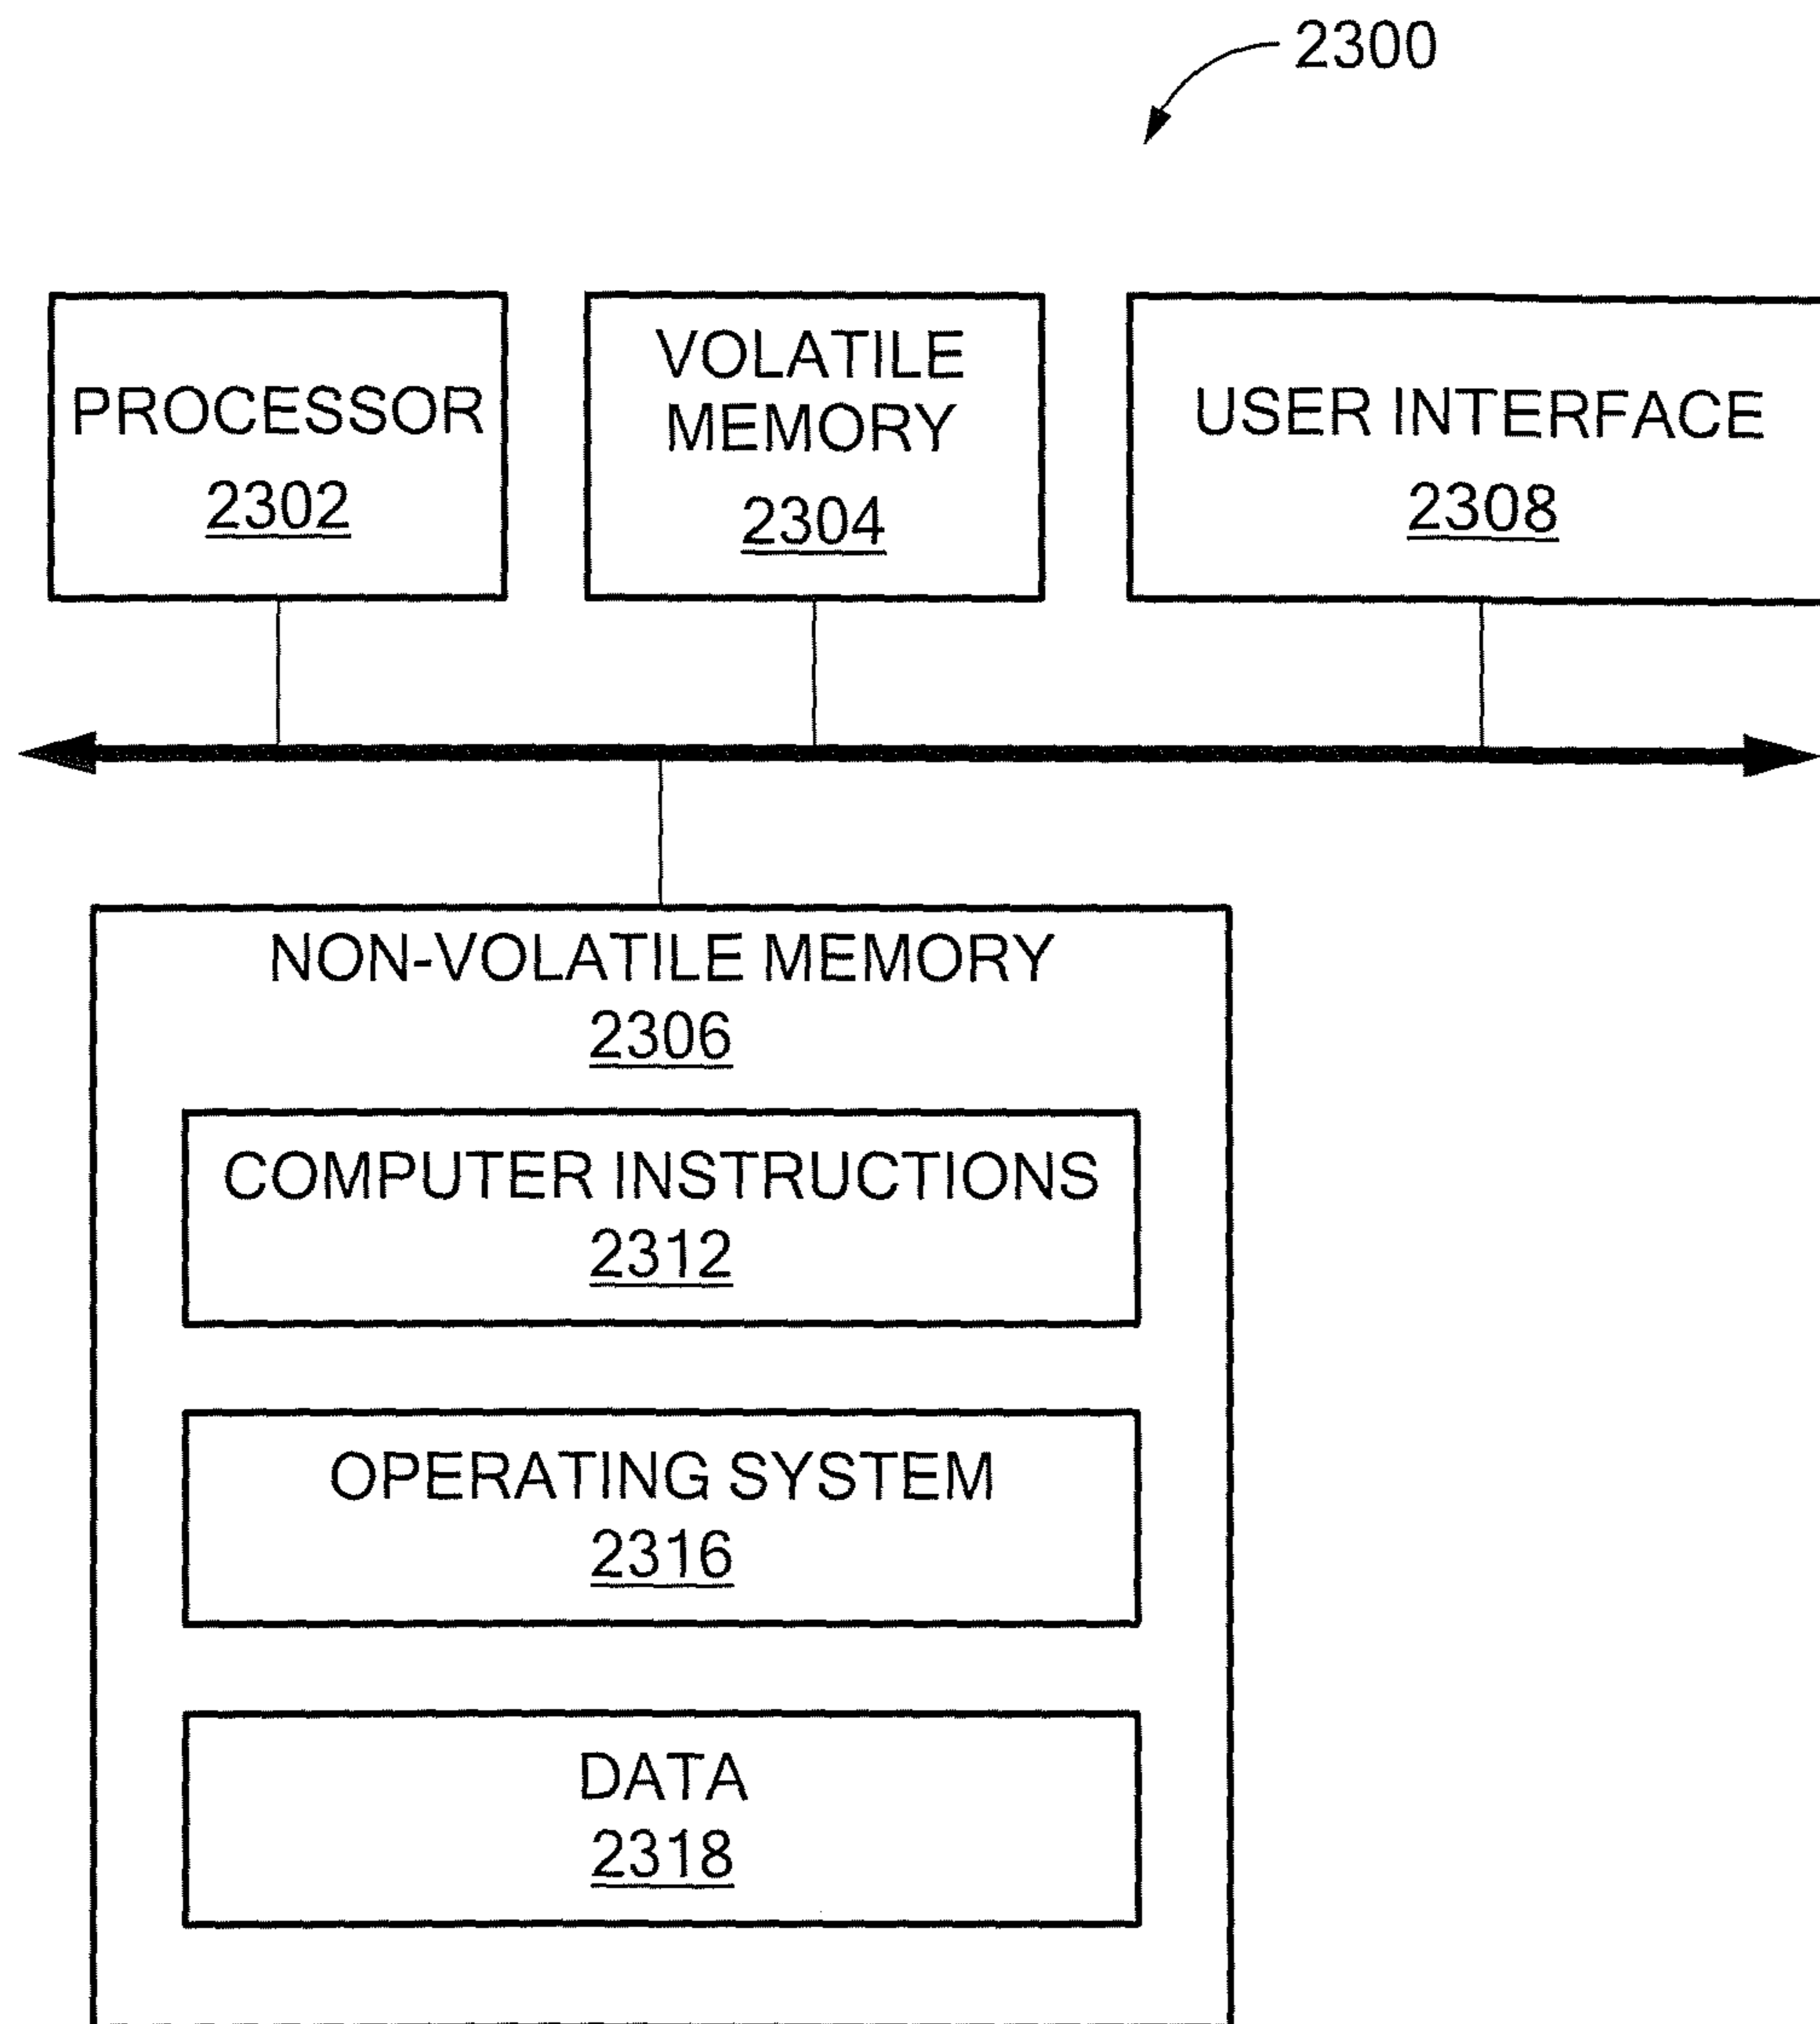 2300
PROCESSOR
2302
VOLATILE
MEMORY
2304
USER INTERFACE
2308
NON-VOLATILE MEMORY
2306
COMPUTER INSTRUCTIONS
2312
OPERATING SYSTEM
2316
DATA
2318